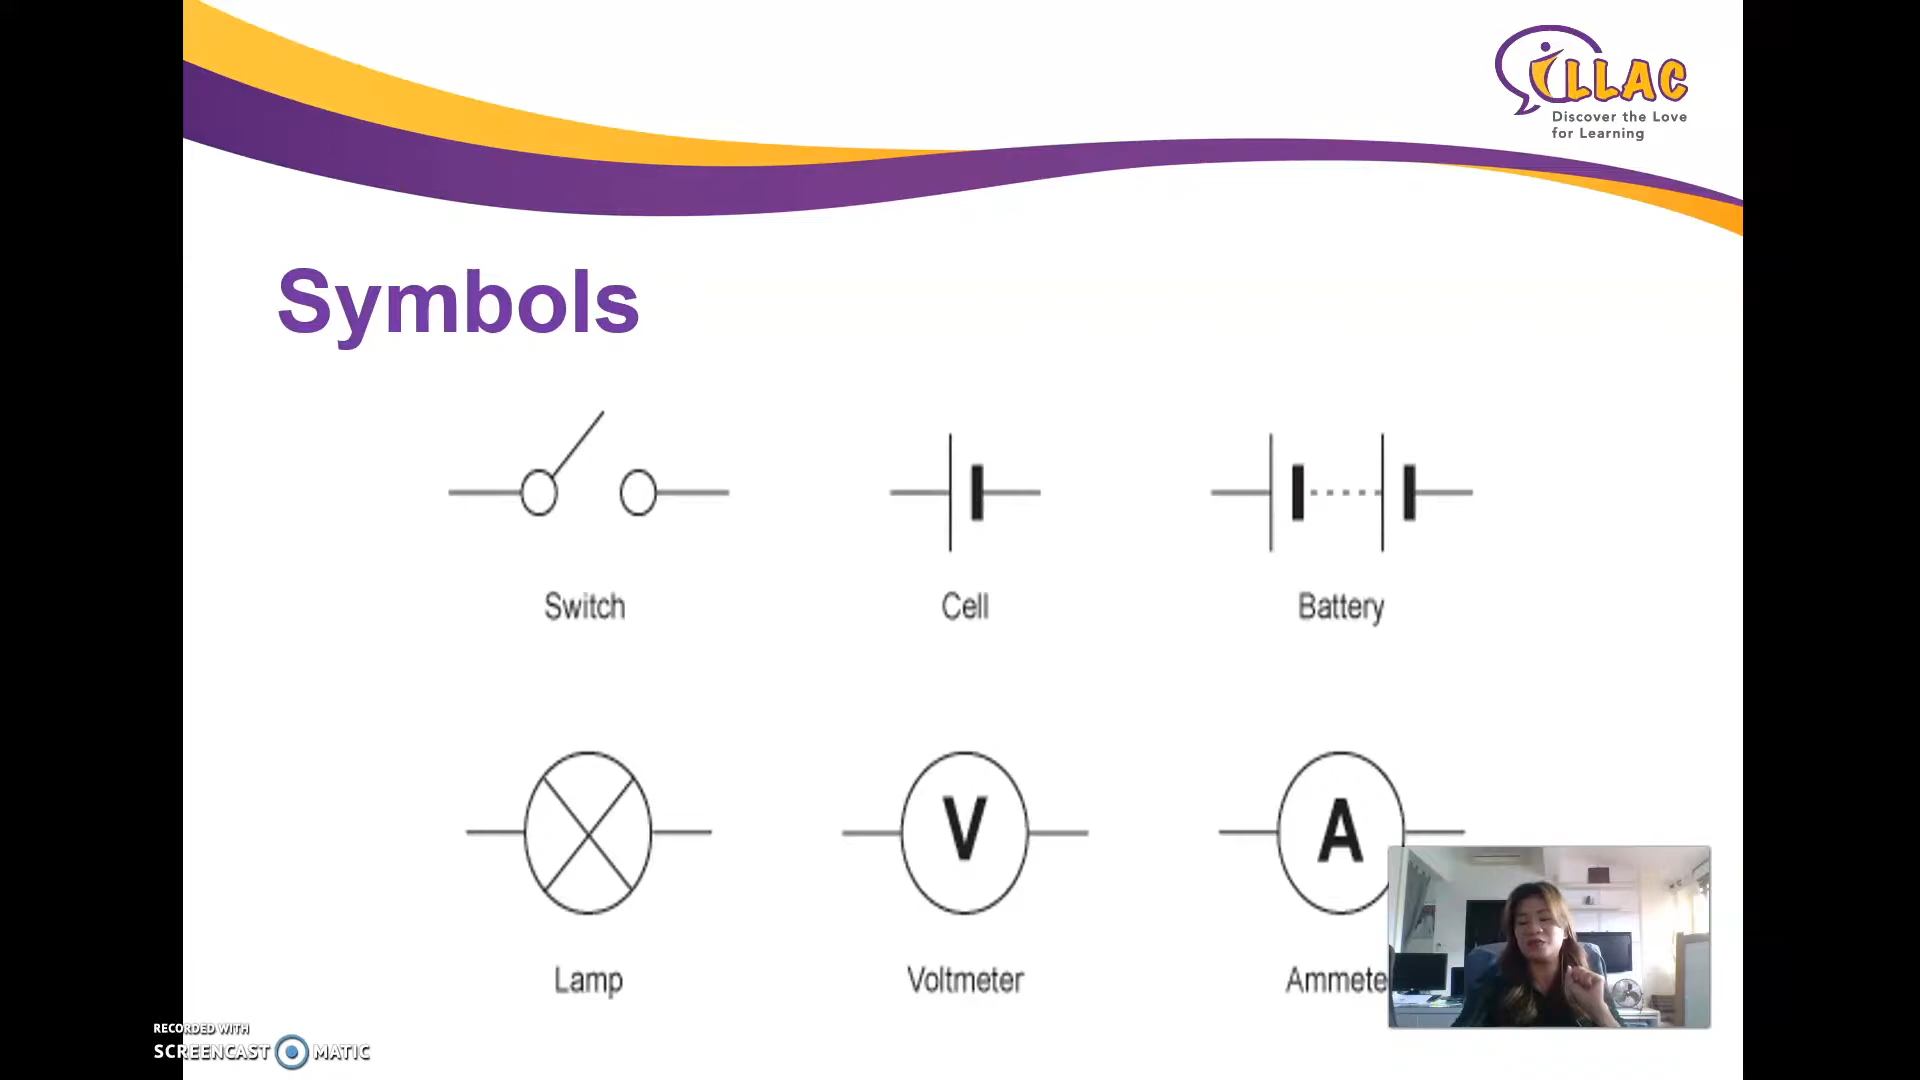 iLLAC
Discover the Love
for Learning
Symbols
Switch
Cell
Battery
V
A
Lamp
Voltmeter
Ammete
RECORDED WITH
SCREENCAST MATIC